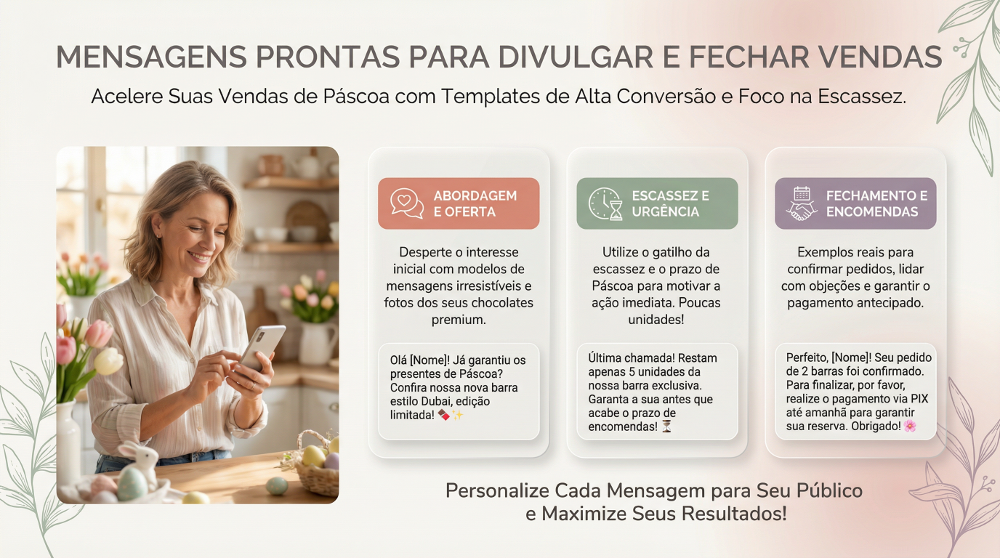 MENSAGENS PRONTAS PARA DIVULGAR E FECHAR VENDAS
Acelere Suas Vendas de Páscoa com Templates de Alta Conversão e Foco na Escassez.
ABORDAGEM
E OFERTA
Desperte o interesse
inicial com modelos de
mensagens irresistíveis e
fotos dos seus chocolates
premium.
Olá [Nome]! Já garantiu os
presentes de Páscoa?
Confira nossa nova barra
estilo Dubai, edição
limitada! 🍫✨
ESCASSEZ E
URGÊNCIA
Utilize o gatilho da
escassez e o prazo de
Páscoa para motivar a
ação imediata. Poucas
unidades!
Última chamada! Restam
apenas 5 unidades da
nossa barra exclusiva.
Garanta a sua antes que
acabe o prazo de
encomendas! ⏳
FECHAMENTO E
ENCOMENDAS
Exemplos reais para
confirmar pedidos, lidar
com objeções e garantir o
pagamento antecipado.
Perfeito, [Nome]! Seu pedido
de 2 barras foi confirmado.
Para finalizar, por favor,
realize o pagamento via PIX
até amanhã para garantir
sua reserva. Obrigado! 🌸
Personalize Cada Mensagem para Seu Público
e Maximize Seus Resultados!